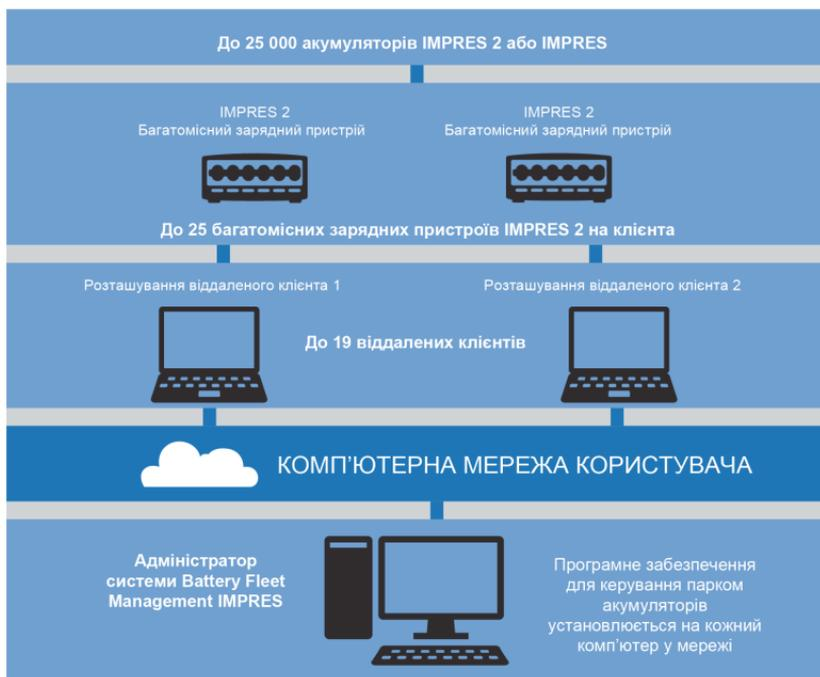 До 25 000 акумуляторів IMPRES 2 або IMPRES
IMPRES 2
Багатомісний зарядний пристрій
IMPRES 2
Багатомісний зарядний пристрій
До 25 багатомісних зарядних пристроїв IMPRES 2 на клієнта
Розташування віддаленого клієнта 1
Розташування віддаленого клієнта 2
До 19 віддалених клієнтів
КОМП’ЮТЕРНА МЕРЕЖА КОРИСТУВАЧА
Адміністратор
системи Battery Fleet
Management IMPRES
Програмне забезпечення
для керування парком
акумуляторів
установлюється на кожний
комп’ютер у мережі